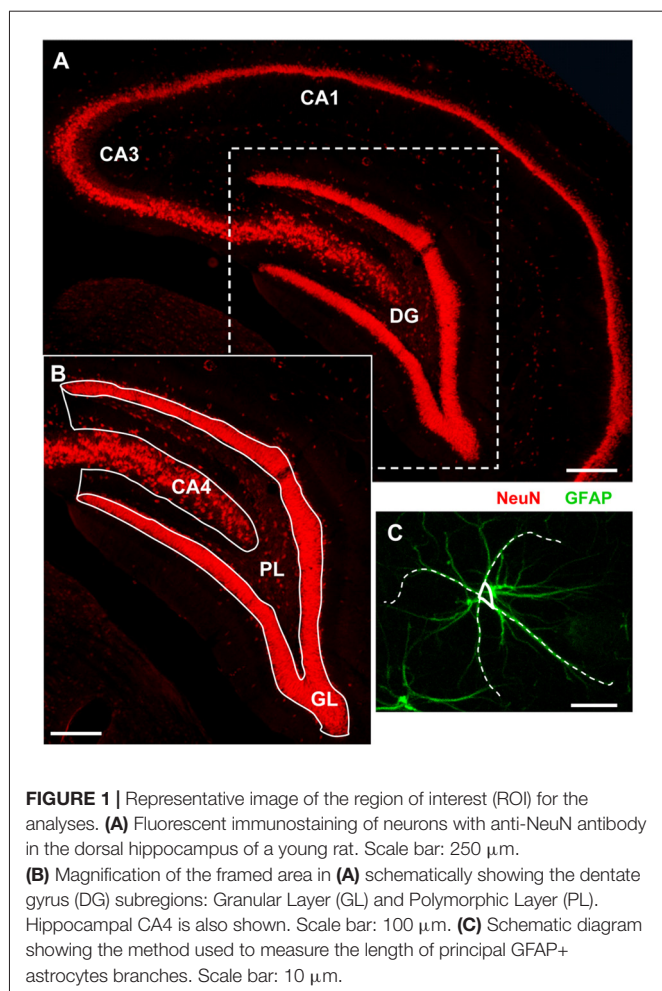 A
CA1
CA3
DG
B
CA4
PL
GL
NeuN GFAP
C
FIGURE 1 | Representative image of the region of interest (ROI) for the
analyses. (A) Fluorescent immunostaining of neurons with anti-NeuN antibody
in the dorsal hippocampus of a young rat. Scale bar: 250 μm.
(B) Magnification of the framed area in (A) schematically showing the dentate
gyrus (DG) subregions: Granular Layer (GL) and Polymorphic Layer (PL).
Hippocampal CA4 is also shown. Scale bar: 100 μm. (C) Schematic diagram
showing the method used to measure the length of principal GFAP+
astrocytes branches. Scale bar: 10 μm.